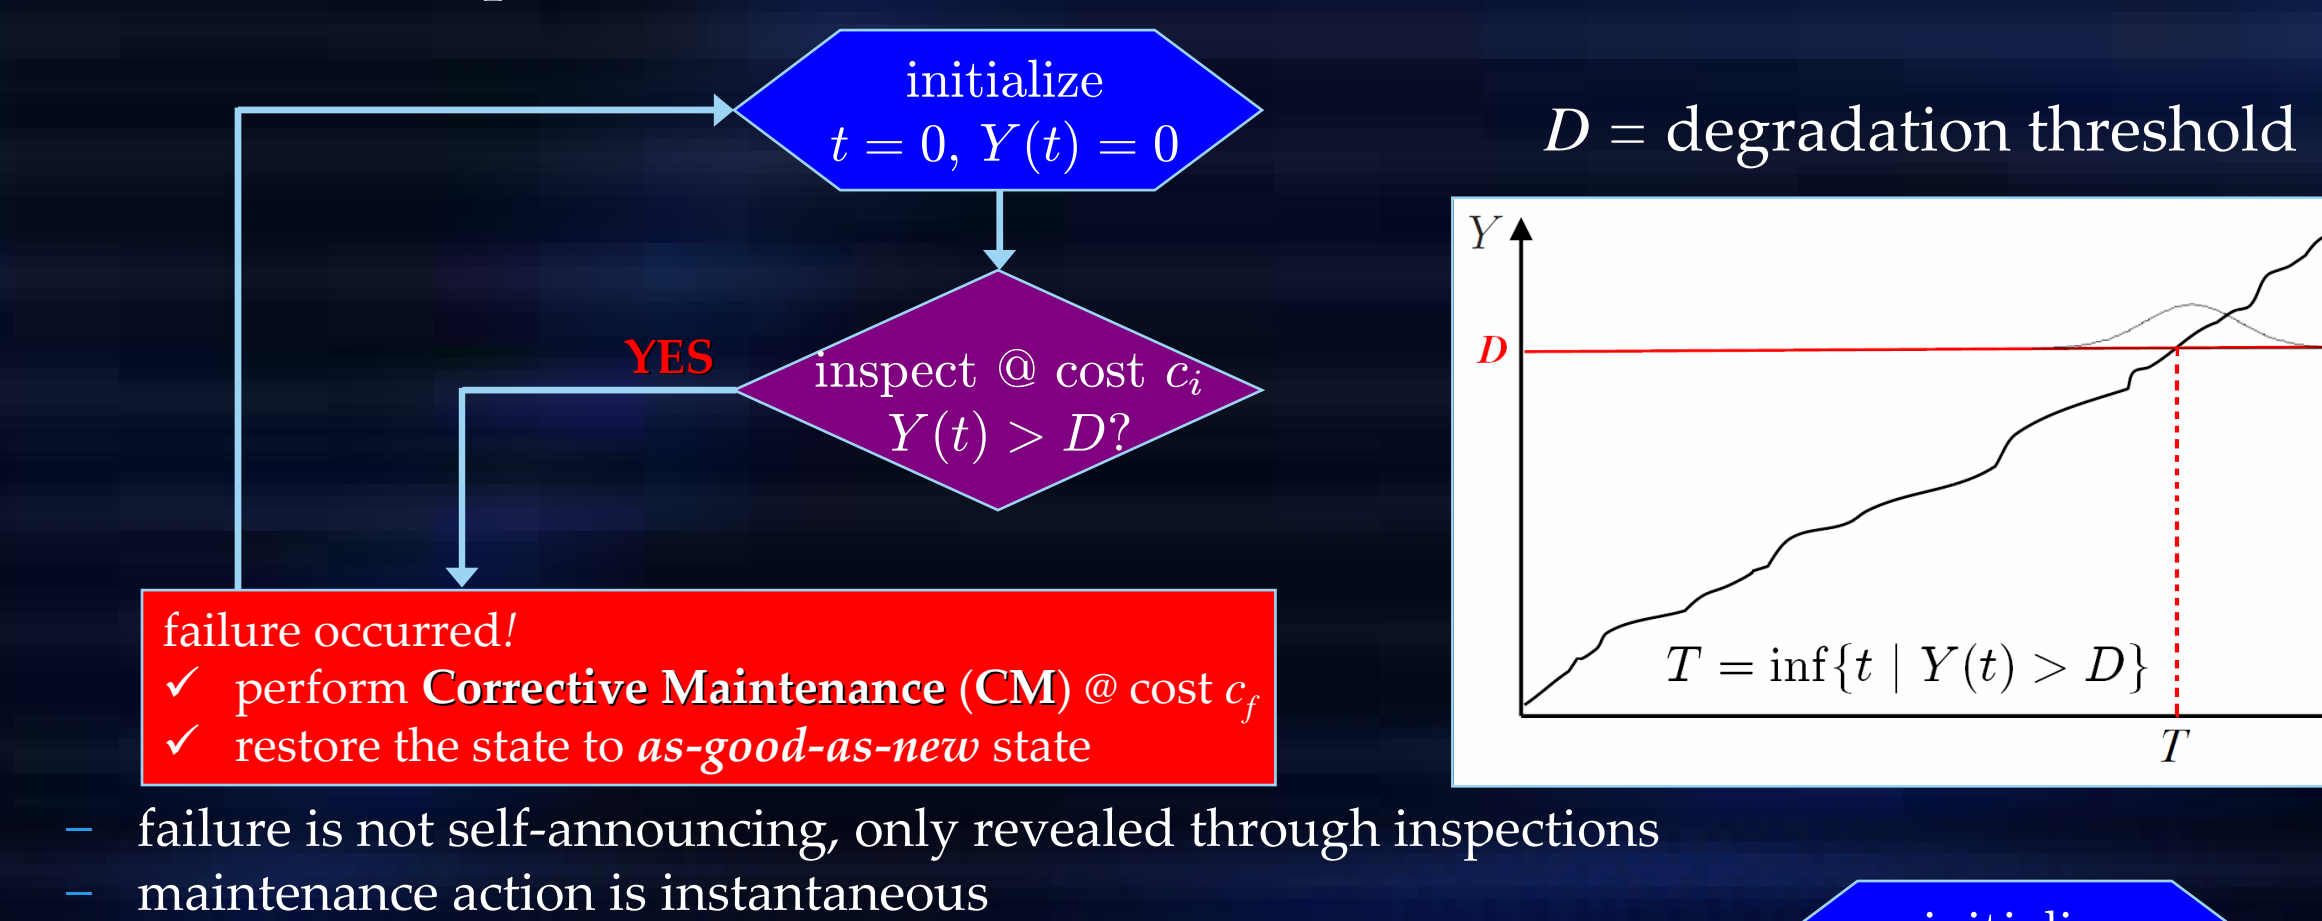 initialize
t = 0, Y(t) = 0
D = degradation threshold
YES
inspect @ cost c_i
Y(t) > D?
Y
D
T = inf{t | Y(t) > D}
T
failure occurred!
✓ perform Corrective Maintenance (CM) @ cost c_f
✓ restore the state to as-good-as-new state
– failure is not self-announcing, only revealed through inspections
– maintenance action is instantaneous